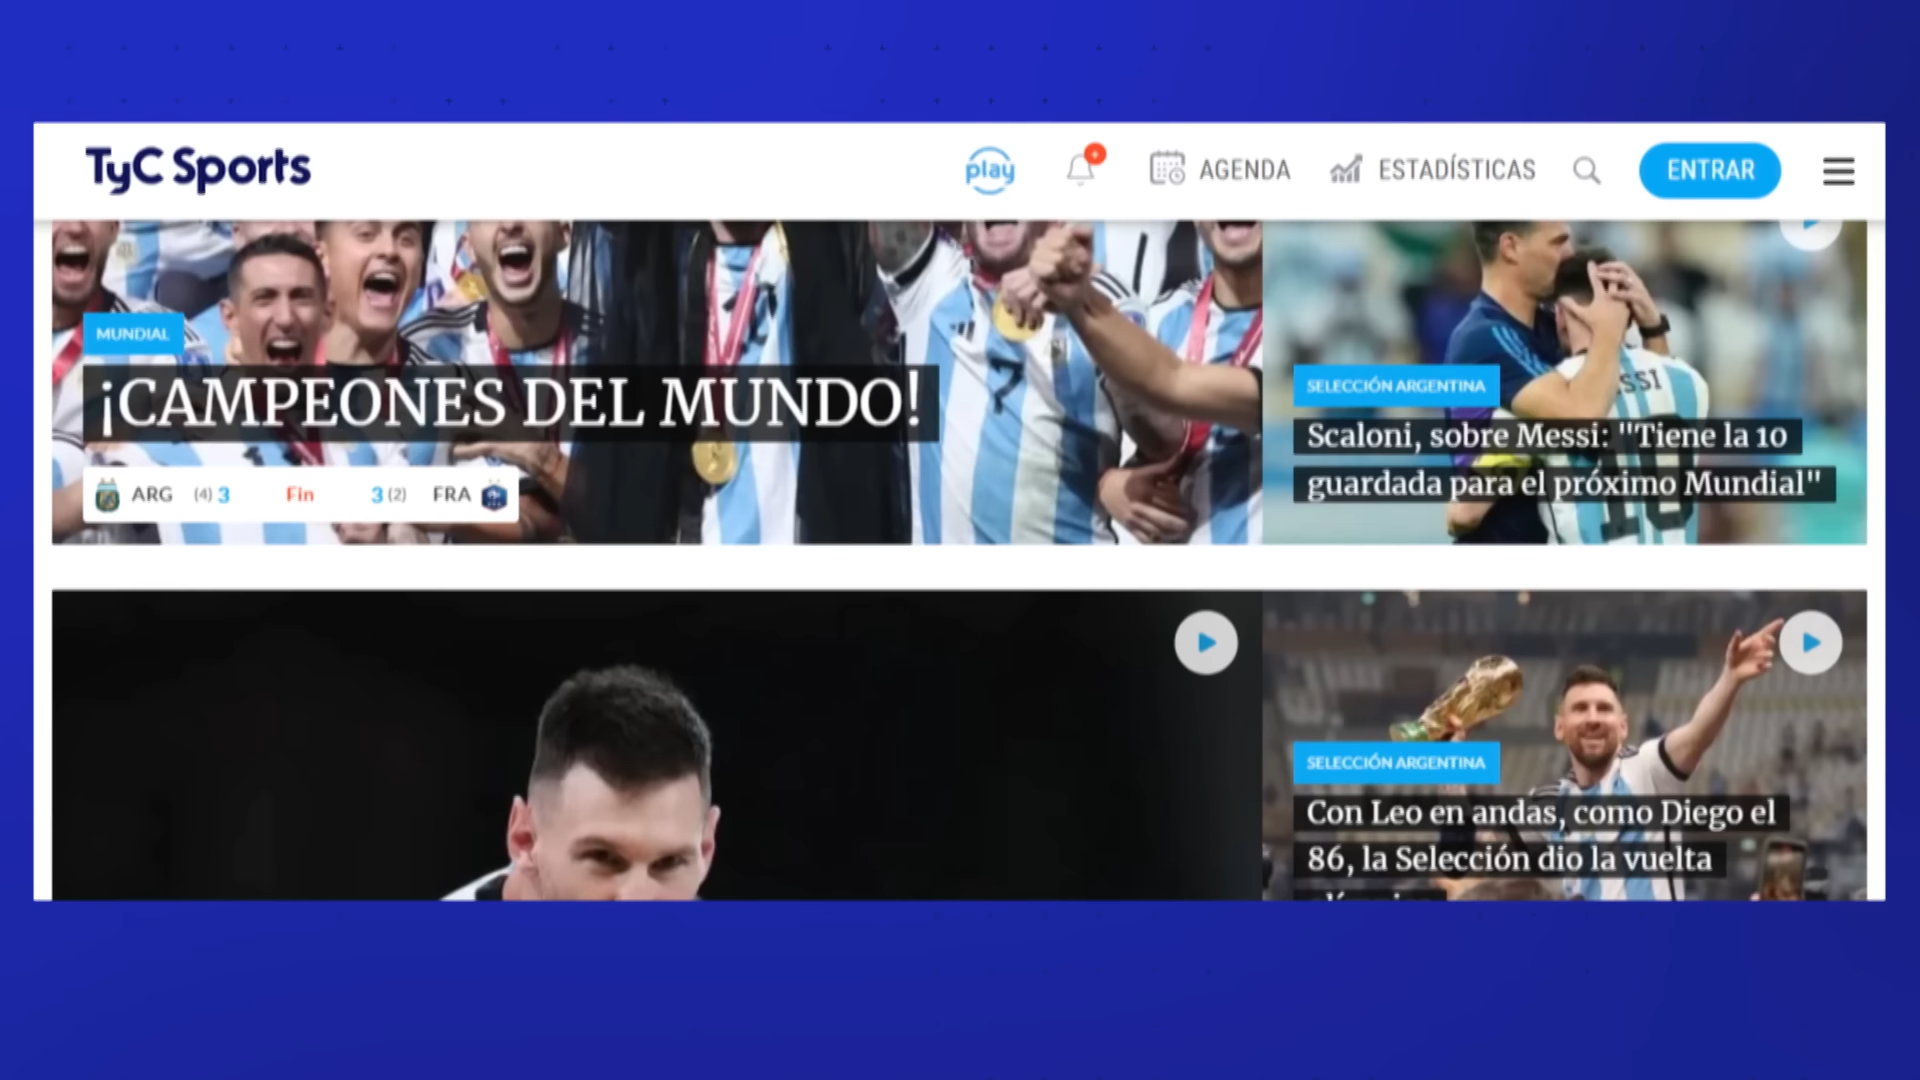 TyC Sports
play
AGENDA
ESTADÍSTICAS
ENTRAR
MUNDIAL
¡CAMPEONES DEL MUNDO!
ARG (4) 3 Fin 3 (2) FRA
7
SELECCIÓN ARGENTINA
Scaloni, sobre Messi: "Tiene la 10
guardada para el próximo Mundial"
10
SELECCIÓN ARGENTINA
Con Leo en andas, como Diego el
86, la Selección dio la vuelta